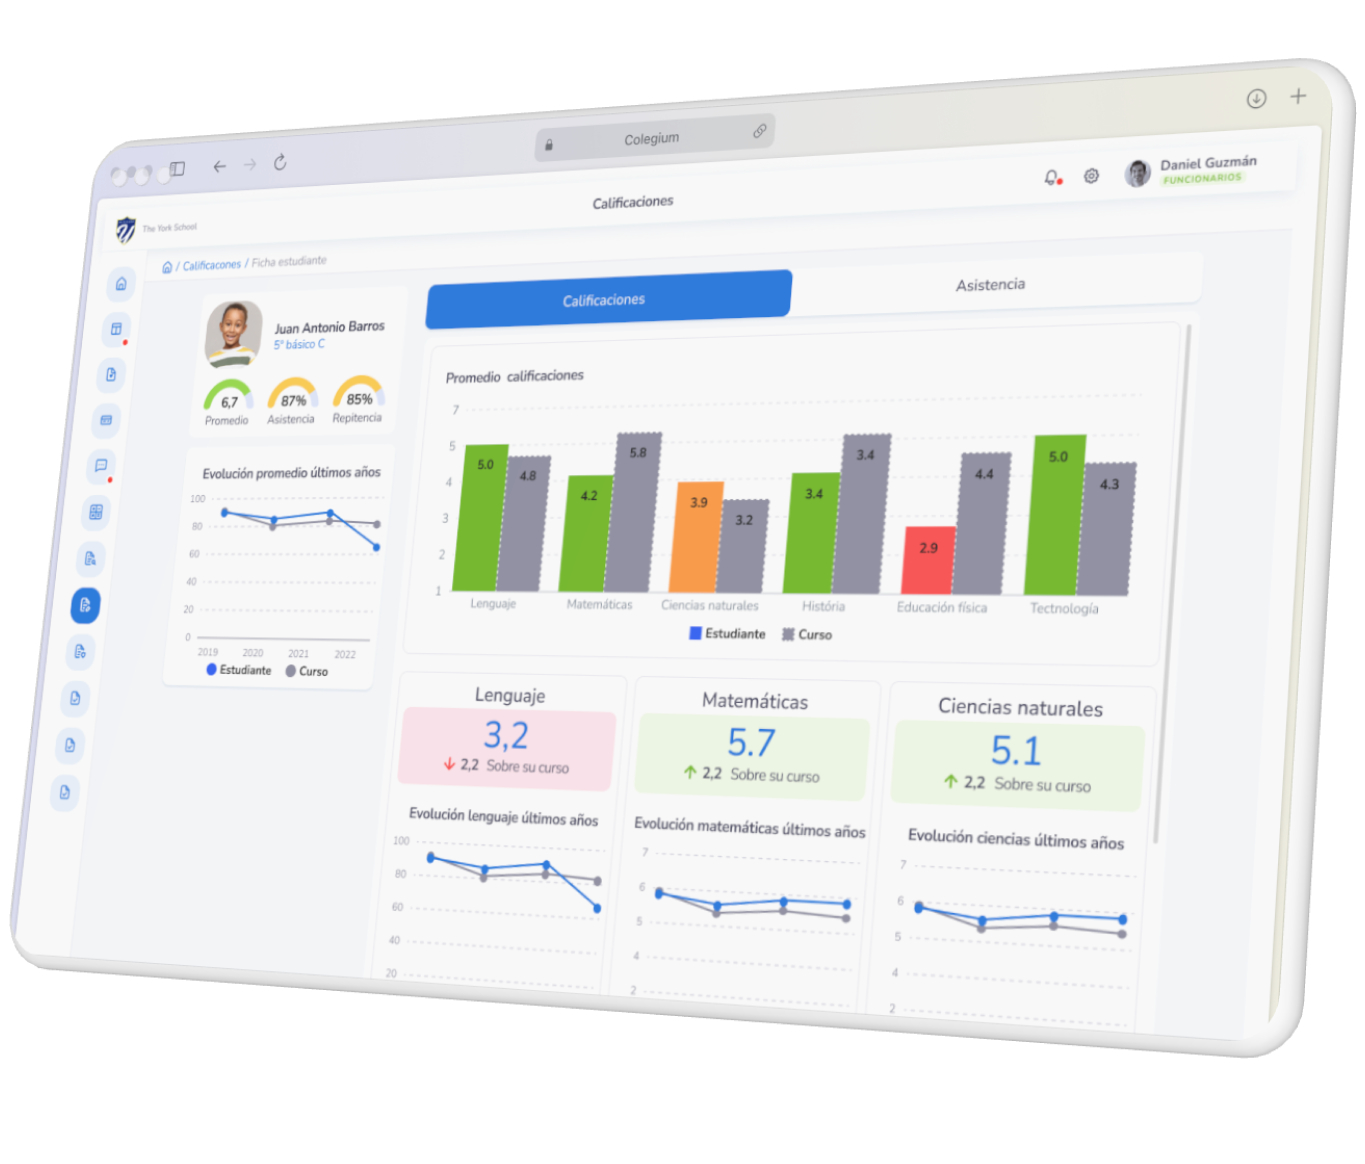 Colegium
Calificaciones
Daniel Guzmán
FUNCIONARIOS
The York School
/ Calificacones / Ficha estudiante
Juan Antonio Barros
5° básico C
6,7
87%
85%
Promedio
Asistencia
Repitencia
Evolución promedio últimos años
100
80
60
40
20
0
2019 2020 2021 2022
Estudiante Curso
Calificaciones
Asistencia
Promedio calificaciones
7
5
4
3
2
1
5.0 4.8
4.2 5.8
3.9 3.2
3.4 3.4
2.9 4.4
5.0 4.3
Lenguaje Matemáticas Ciencias naturales História Educación física Tectnología
Estudiante Curso
Lenguaje
3,2
2,2 Sobre su curso
Evolución lenguaje últimos años
100
80
60
40
20
Matemáticas
5.7
2,2 Sobre su curso
Evolución matemáticas últimos años
7
6
5
4
2
Ciencias naturales
5.1
2,2 Sobre su curso
Evolución ciencias últimos años
7
6
5
4
2